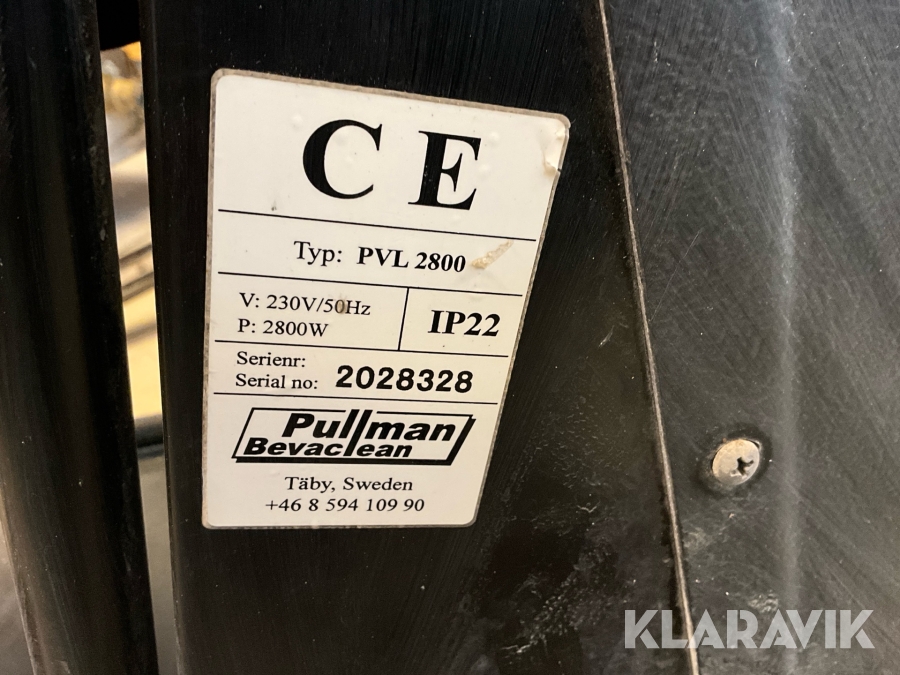 CE
Typ: PVL 2800
V: 230V/50Hz
P: 2800W
IP22
Serienr:
Serial no: 2028328
Pullman
Bevaclean
Täby, Sweden
+46 8 594 109 90
KLARAVIK